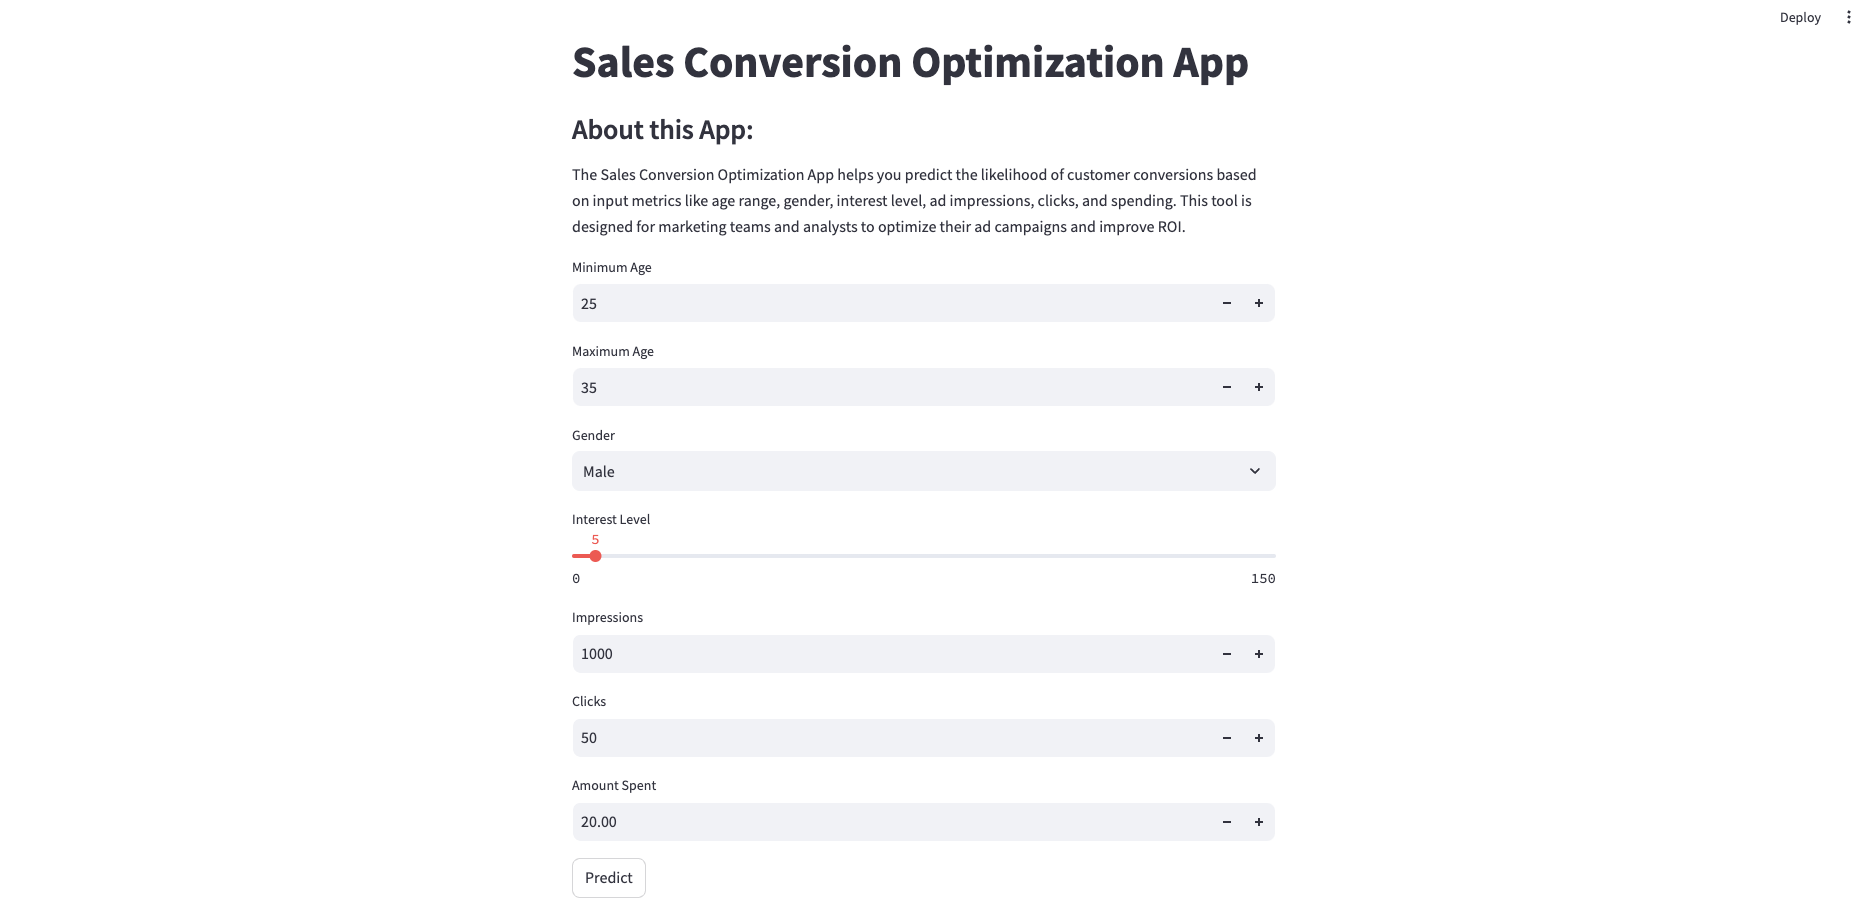 Deploy
Sales Conversion Optimization App
About this App:
The Sales Conversion Optimization App helps you predict the likelihood of customer conversions based
on input metrics like age range, gender, interest level, ad impressions, clicks, and spending. This tool is
designed for marketing teams and analysts to optimize their ad campaigns and improve ROI.
Minimum Age
25
Maximum Age
35
Gender
Male
Interest Level
5
0 150
Impressions
1000
Clicks
50
Amount Spent
20.00
Predict